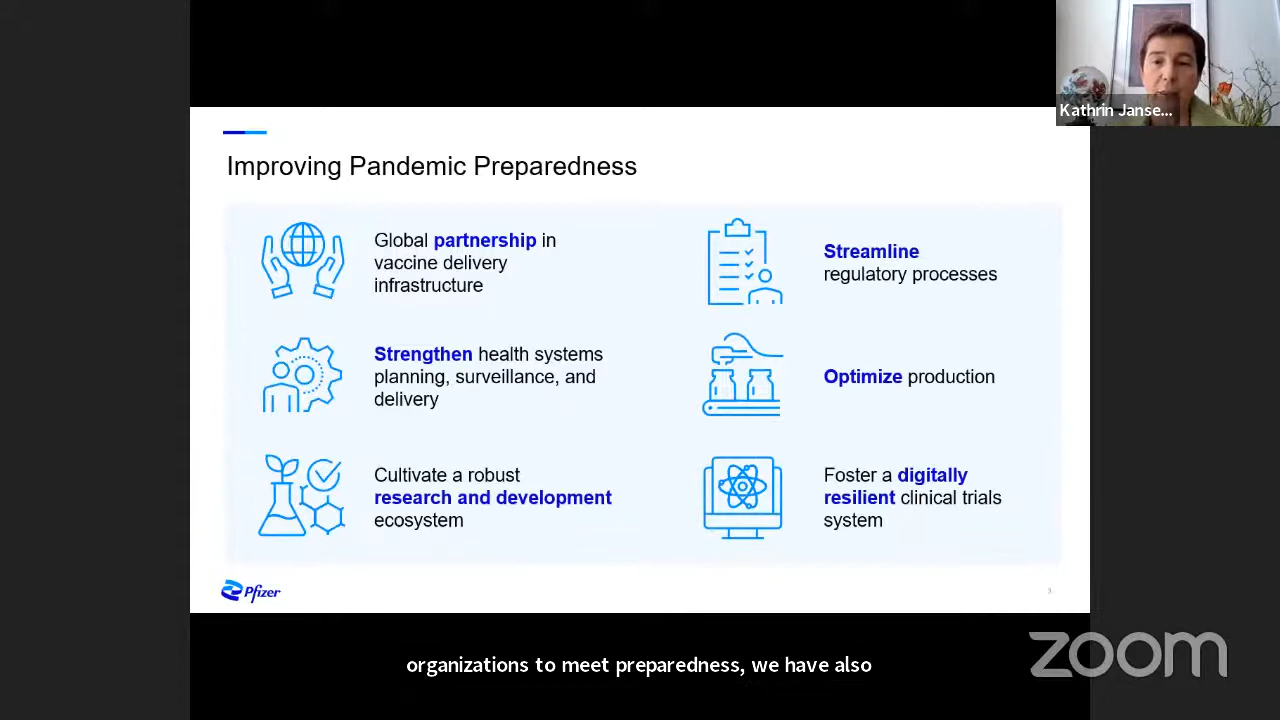 Kathrin Janse...
Improving Pandemic Preparedness
Global partnership in
vaccine delivery
infrastructure
Streamline
regulatory processes
Strengthen health systems
planning, surveillance, and
delivery
Optimize production
Cultivate a robust
research and development
ecosystem
Foster a digitally
resilient clinical trials
system
Pfizer
3
organizations to meet preparedness, we have also
zoom